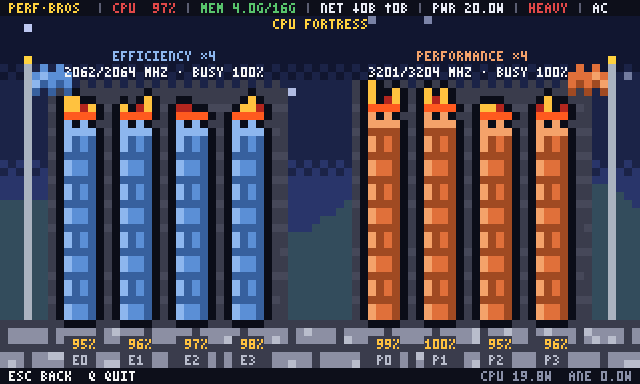 PERF·BROS | CPU 97% | MEM 4.0G/16G | NET ↓0B ↑0B | PWR 20.0W | HEAVY | AC
CPU FORTRESS
EFFICIENCY ×4
2062/2064 MHZ · BUSY 100%
PERFORMANCE ×4
3201/3204 MHZ · BUSY 100%
95% 96% 97% 98% 99% 100% 95% 96%
E0 E1 E2 E3 P0 P1 P2 P3
ESC BACK Q QUIT CPU 19.8W ANE 0.0W